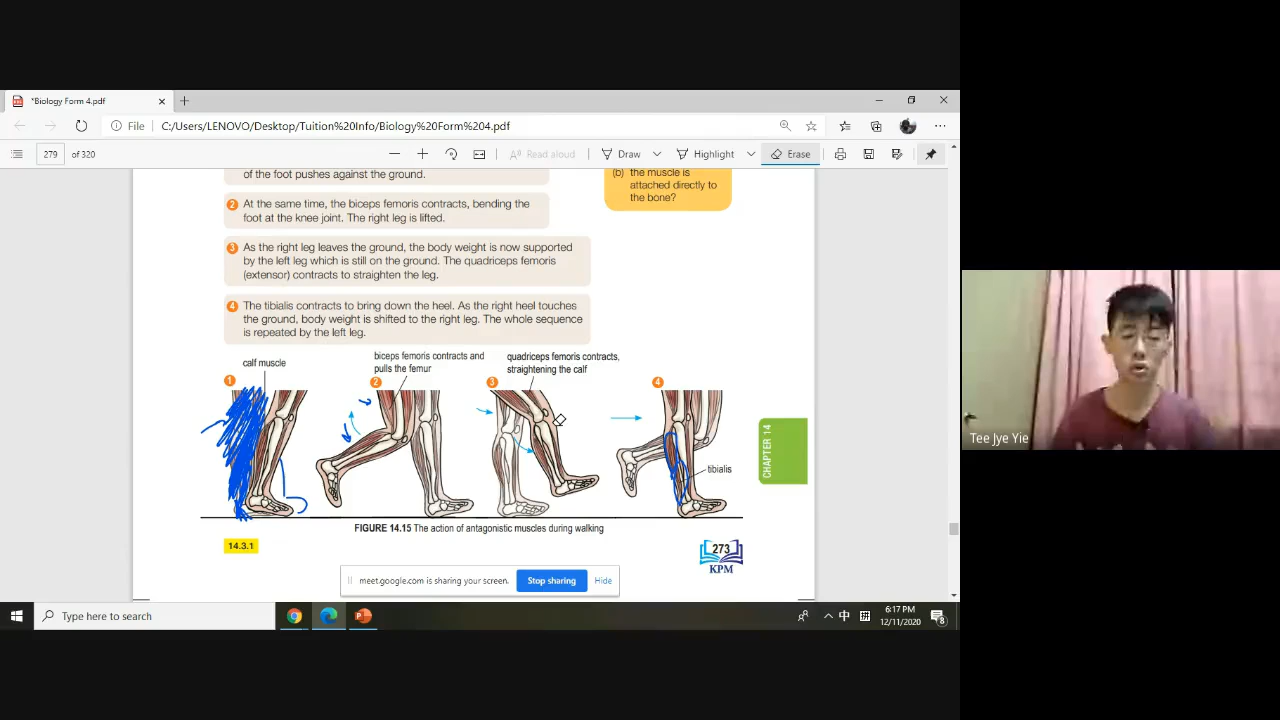 *Biology Form 4.pdf
File
C:/Users/LENOVO/Desktop/Tuition%20Info/Biology%20Form%204.pdf
279 of 320
Read aloud
Draw
Highlight
Erase
of the foot pushes against the ground.
2 At the same time, the biceps femoris contracts, bending the
foot at the knee joint. The right leg is lifted.
3 As the right leg leaves the ground, the body weight is now supported
by the left leg which is still on the ground. The quadriceps femoris
(extensor) contracts to straighten the leg.
4 The tibialis contracts to bring down the heel. As the right heel touches
the ground, body weight is shifted to the right leg. The whole sequence
is repeated by the left leg.
(b) the muscle is
attached directly to
the bone?
calf muscle
biceps femoris contracts and
pulls the femur
quadriceps femoris contracts,
straightening the calf
1
2
3
4
tibialis
CHAPTER 14
FIGURE 14.15 The action of antagonistic muscles during walking
14.3.1
273
KPM
meet.google.com is sharing your screen.
Stop sharing
Hide
Type here to search
中
6:17 PM
12/11/2020
8
Tee Jye Yie